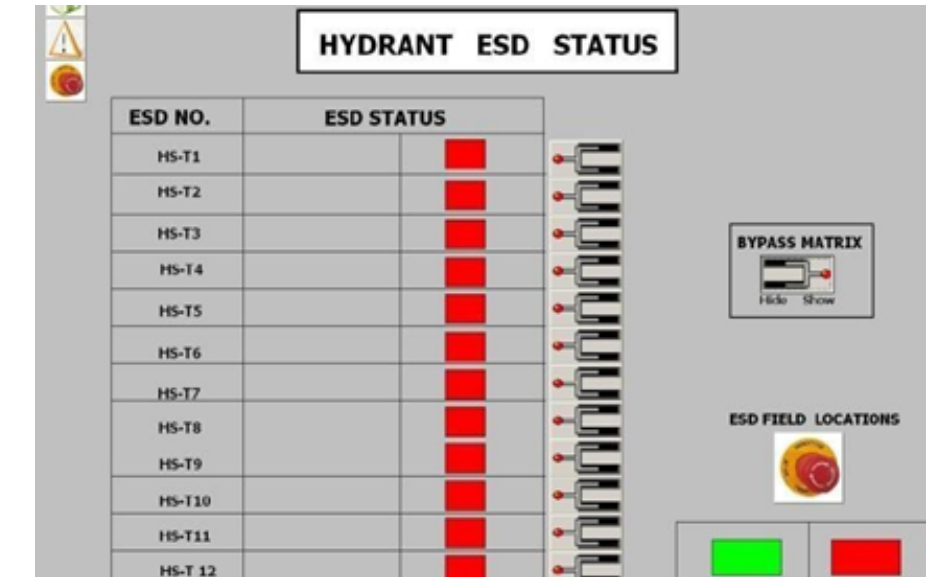 HYDRANT ESD STATUS
ESD NO. ESD STATUS
HS-T1
HS-T2
HS-T3
HS-T4
HS-T5
HS-T6
HS-T7
HS-T8
HS-T9
HS-T10
HS-T11
HS-T 12
BYPASS MATRIX
Hide Show
ESD FIELD LOCATIONS